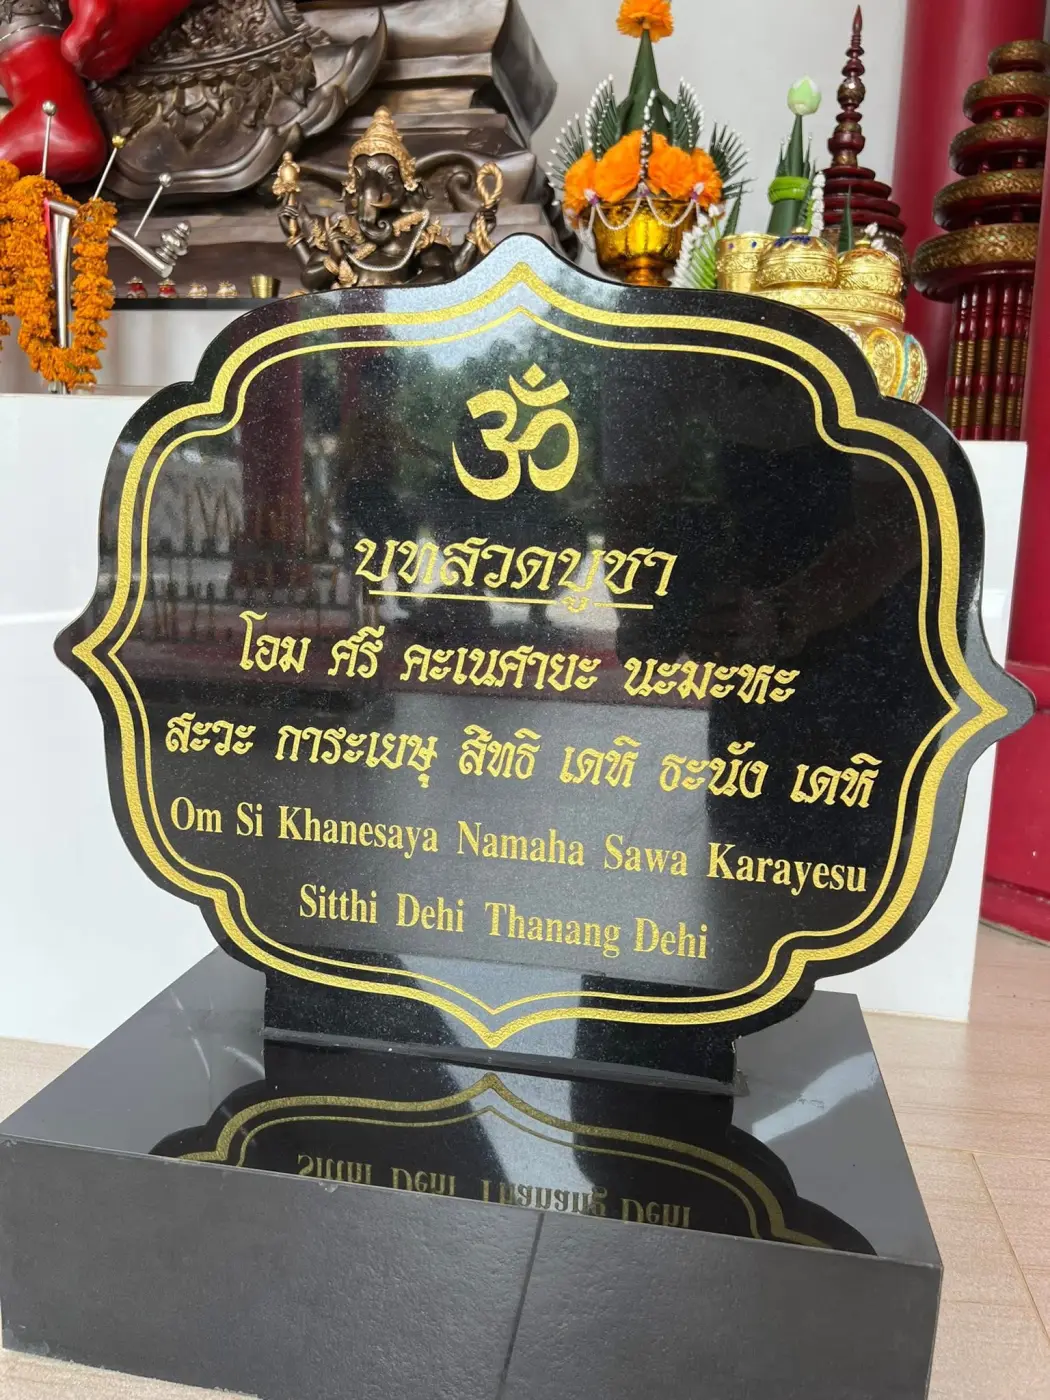 ॐ
บทสวดบูชา
โอม ศรี คะเนศายะ นะมะหะ
สะวะ การะเยษุ สิทธิ เดหิ ธะนัง เดหิ
Om Si Khanesaya Namaha Sawa Karayesu
Sitthi Dehi Thanang Dehi